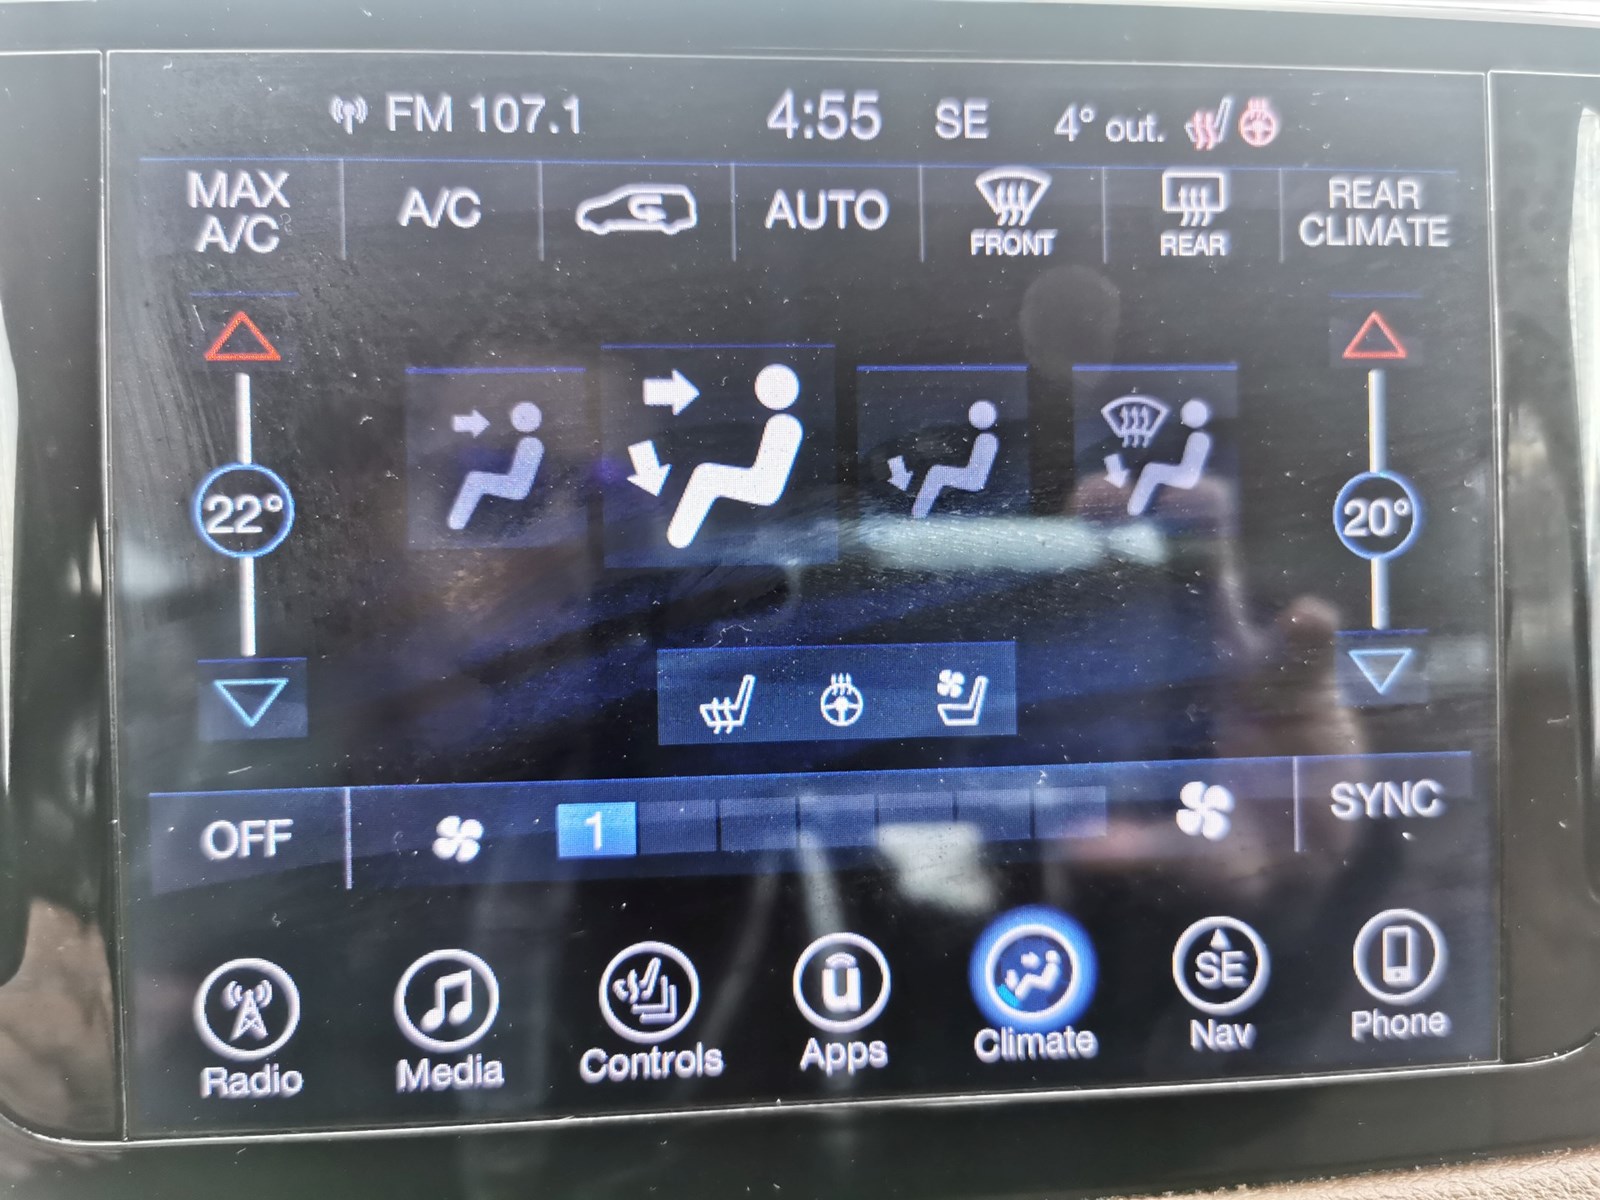 FM 107.1 4:55 SE 4° out.
MAX A/C
A/C
AUTO
FRONT
REAR
REAR CLIMATE
22°
20°
OFF
1
SYNC
Radio
Media
Controls
Apps
Climate
SE
Nav
Phone